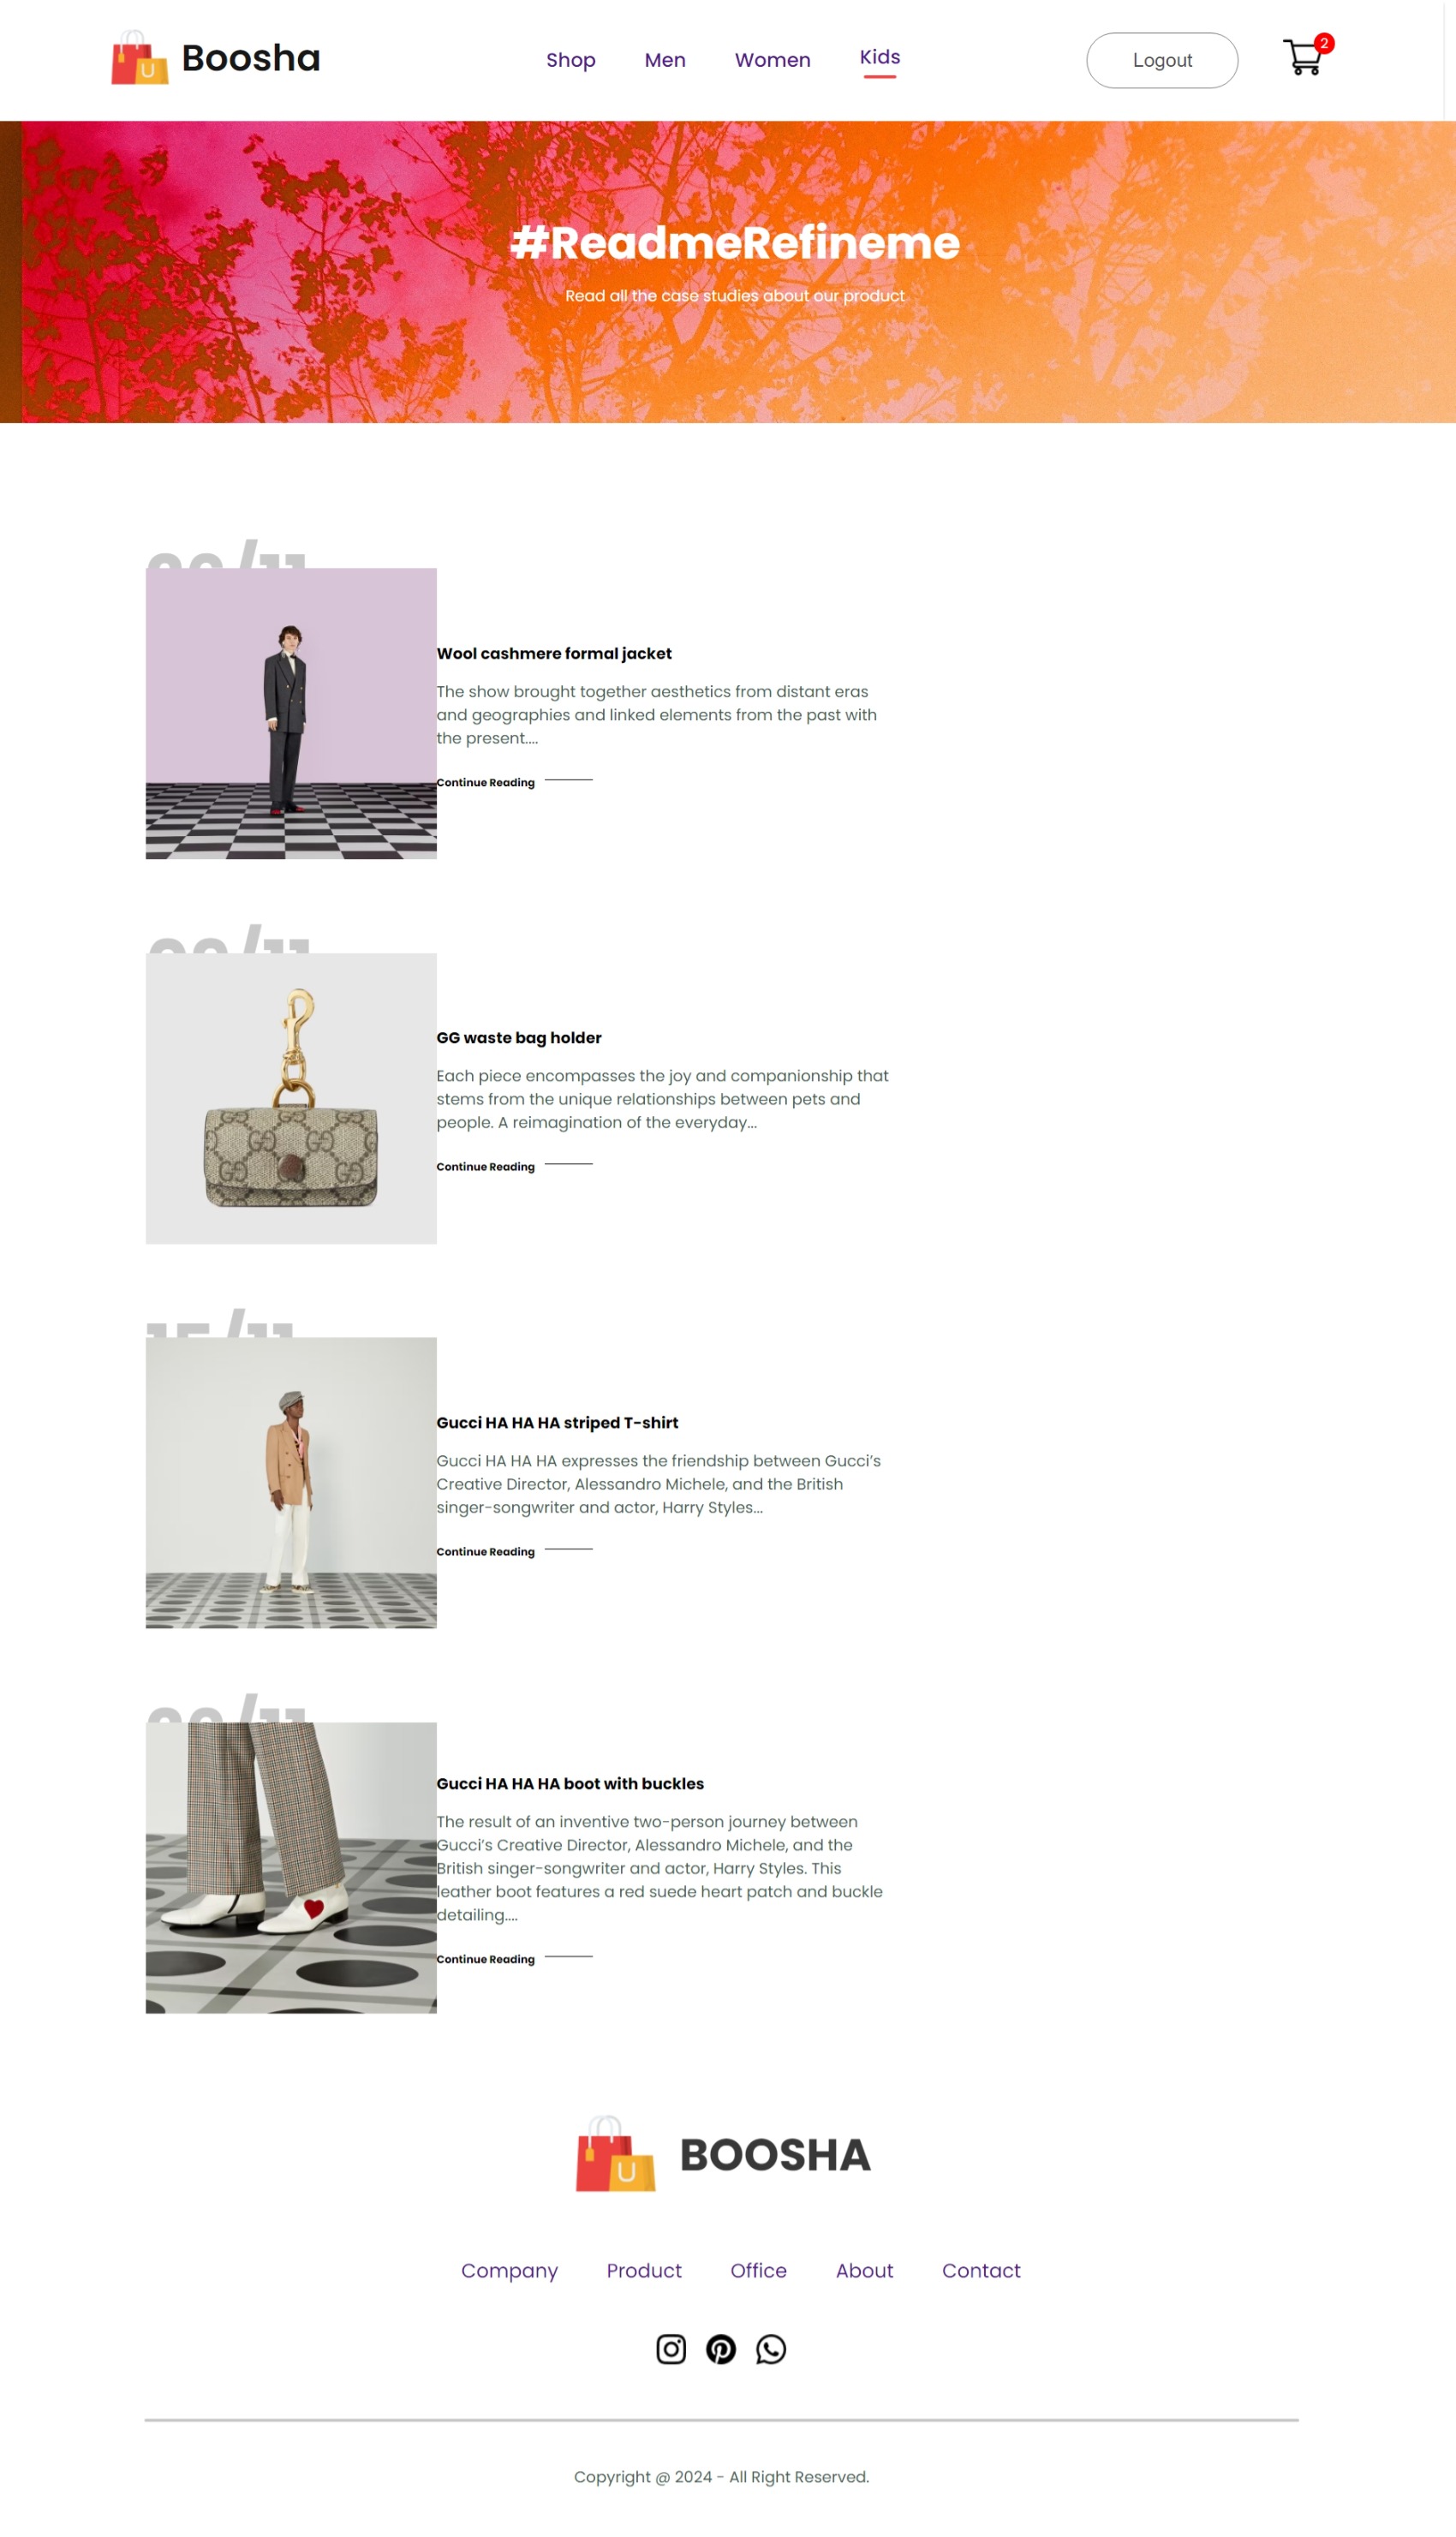 Boosha
Shop
Men
Women
Kids
Logout
2
#ReadmeRefineme
Read all the case studies about our product
Wool cashmere formal jacket
The show brought together aesthetics from distant eras
and geographies and linked elements from the past with
the present....
Continue Reading
GG waste bag holder
Each piece encompasses the joy and companionship that
stems from the unique relationships between pets and
people. A reimagination of the everyday...
Continue Reading
Gucci HA HA HA striped T-shirt
Gucci HA HA HA expresses the friendship between Gucci's
Creative Director, Alessandro Michele, and the British
singer-songwriter and actor, Harry Styles...
Continue Reading
Gucci HA HA HA boot with buckles
The result of an inventive two-person journey between
Gucci's Creative Director, Alessandro Michele, and the
British singer-songwriter and actor, Harry Styles. This
leather boot features a red suede heart patch and buckle
detailing....
Continue Reading
BOOSHA
Company
Product
Office
About
Contact
Copyright @ 2024 - All Right Reserved.